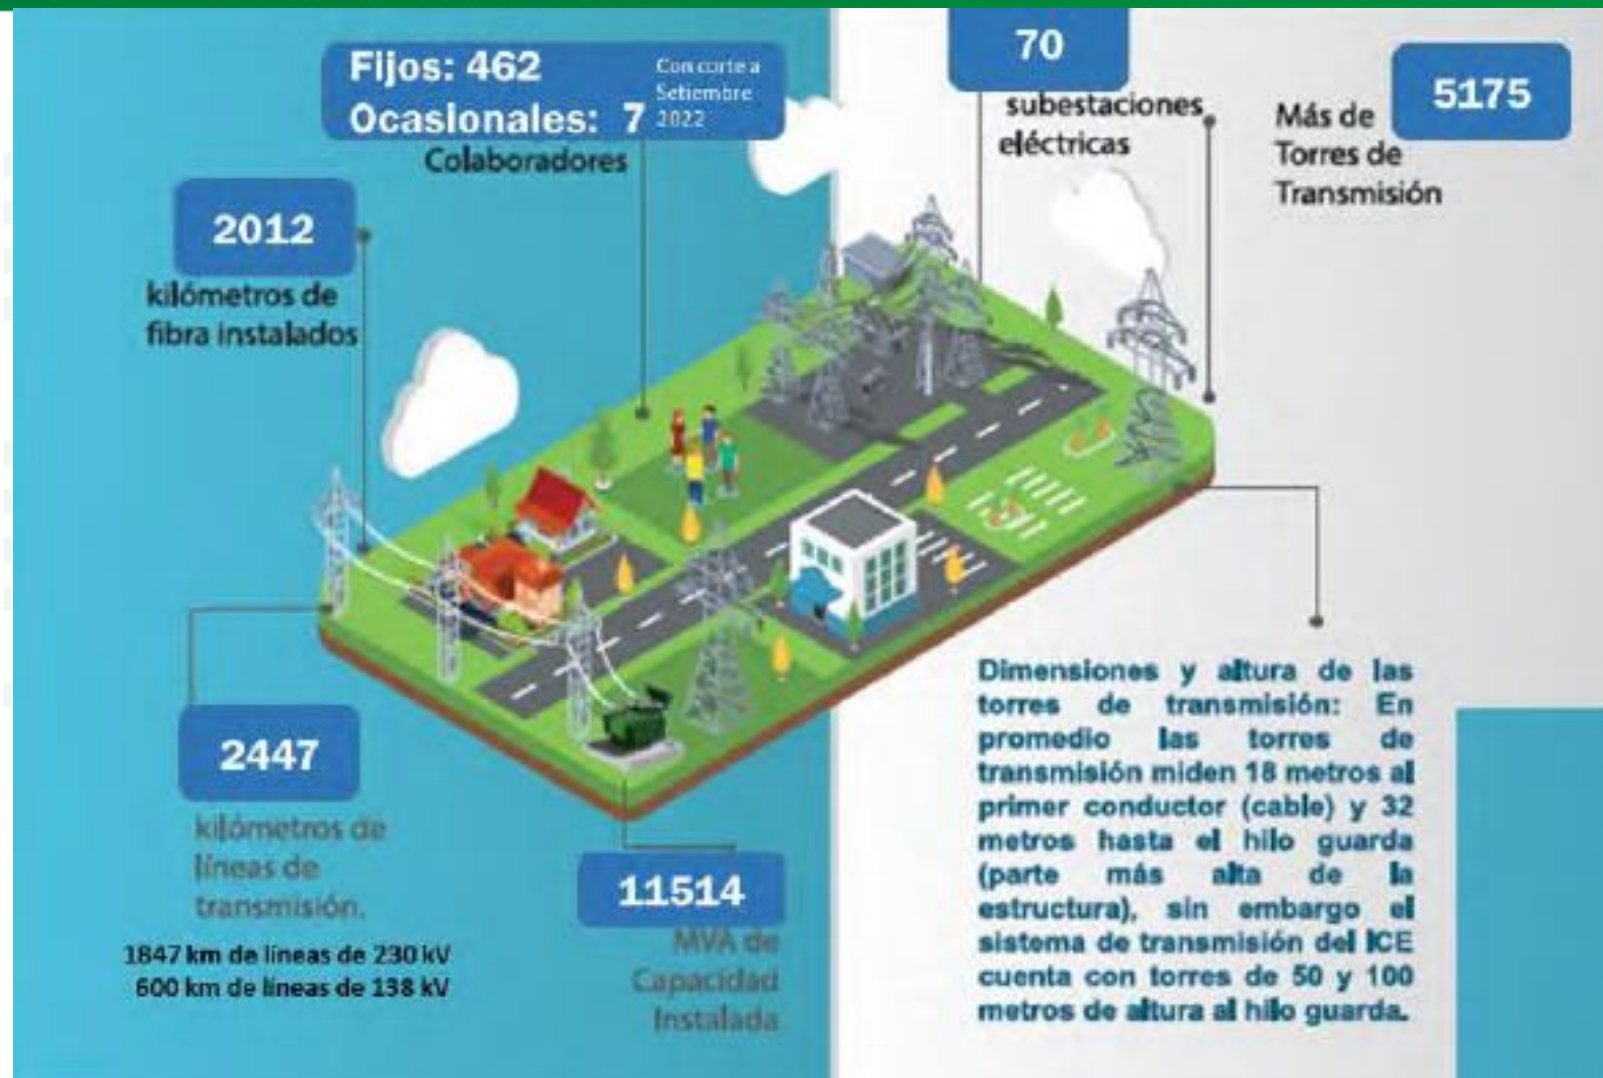 Fijos: 462
Ocasionales: 7
Con corte a
Setiembre
2022
Colaboradores
70
subestaciones
eléctricas
5175
Más de
Torres de
Transmisión
2012
kilómetros de
fibra instalados
2447
kilómetros de
líneas de
transmisión.
1847 km de líneas de 230 kV
600 km de líneas de 138 kV
11514
MVA de
Capacidad
Instalada
Dimensiones y altura de las
torres de transmisión: En
promedio las torres de
transmisión miden 18 metros al
primer conductor (cable) y 32
metros hasta el hilo guarda
(parte más alta de la
estructura), sin embargo el
sistema de transmisión del ICE
cuenta con torres de 50 y 100
metros de altura al hilo guarda.